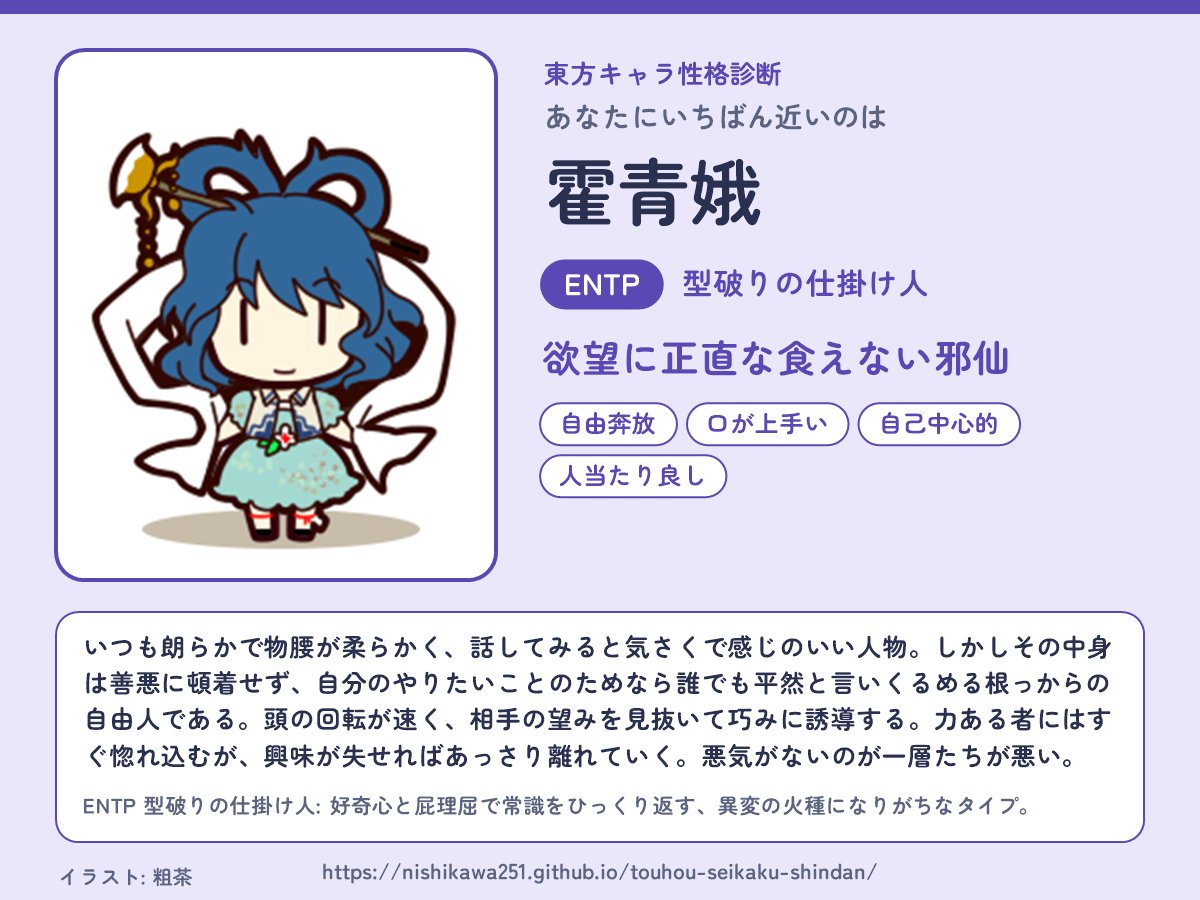 東方キャラ性格診断
あなたにいちばん近いのは
霍青娥
ENTP 型破りの仕掛け人
欲望に正直な食えない邪仙
自由奔放 口が上手い 自己中心的
人当たり良し
いつも朗らかで物腰が柔らかく、話してみると気さくで感じのいい人物。しかしその中身
は善悪に頓着せず、自分のやりたいことのためなら誰でも平然と言いくるめる根っからの
自由人である。頭の回転が速く、相手の望みを見抜いて巧みに誘導する。力ある者にはす
ぐ惚れ込むが、興味が失せればあっさり離れていく。悪気がないのが一層たちが悪い。
ENTP 型破りの仕掛け人: 好奇心と屁理屈で常識をひっくり返す、異変の火種になりがちなタイプ。
イラスト: 粗茶 https://nishikawa251.github.io/touhou-seikaku-shindan/